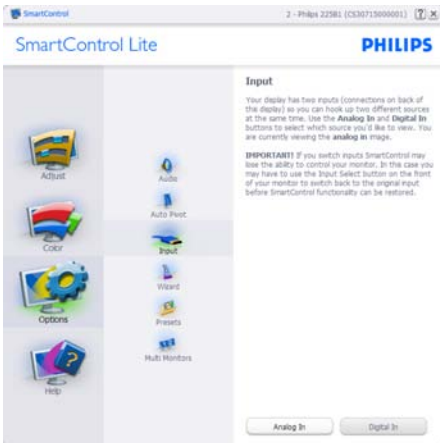 SmartControl
2 - Philips 225B1 (CS30715000001)
SmartControl Lite
PHILIPS
Adjust
Color
Options
Help
Audio
Auto Pivot
Input
Wizard
Presets
Multi Monitors
Input
Your display has two inputs (connections on back of
the display) so you can hook up two different sources
at the same time. Use the Analog In and Digital In
buttons to select which source you'd like to view. You
are currently viewing the analog in image.
IMPORTANT! If you switch inputs SmartControl may
lose the ability to control your monitor. In this case you
may have to use the Input Select button on the front
of your monitor to switch back to the original input
before SmartControl functionality can be restored.
Analog In
Digital In